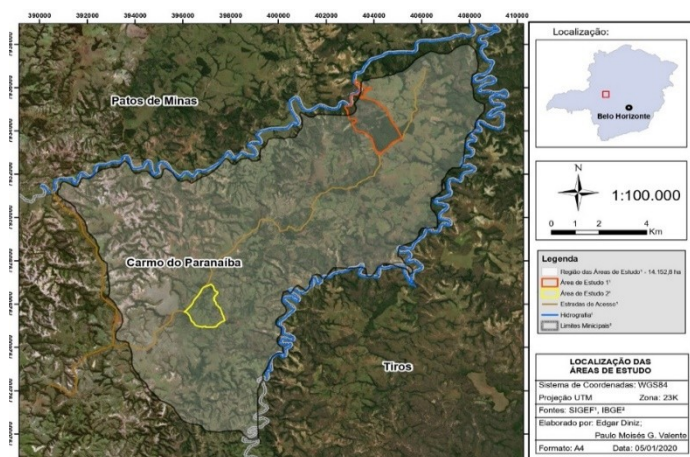 390000 392000 394000 396000 398000 400000 402000 404000 406000 408000 410000
Patos de Minas
Carmo do Paranaíba
Tiros
Localização:
Belo Horizonte
N
1:100.000
0 1 2 4
Km
Legenda
Região das Áreas de Estudo¹ - 14.152,8 ha
Área de Estudo 1¹
Área de Estudo 2¹
Estradas de Acesso²
Hidrografia¹
Limites Municipais²
LOCALIZAÇÃO DAS
ÁREAS DE ESTUDO
Sistema de Coordenadas: WGS84
Projeção UTM Zona: 23K
Fontes: SIGEF¹, IBGE²
Elaborado por: Edgar Diniz;
Paulo Moisés G. Valente
Formato: A4 Data: 05/01/2020